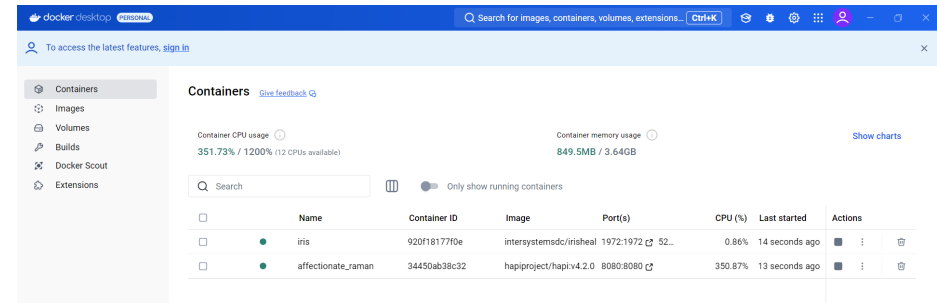 docker desktop PERSONAL
Search for images, containers, volumes, extensions... Ctrl+K
To access the latest features, sign in
Containers
Images
Volumes
Builds
Docker Scout
Extensions
Containers Give feedback
Container CPU usage
351.73% / 1200% (12 CPUs available)
Container memory usage
849.5MB / 3.64GB
Show charts
Search
Only show running containers
Name Container ID Image Port(s) CPU (%) Last started Actions
iris 920f18177f0e intersystemsdc/irisheal 1972:1972 52... 0.86% 14 seconds ago
affectionate_raman 34450ab38c32 hapiproject/hapi:v4.2.0 8080:8080 350.87% 13 seconds ago